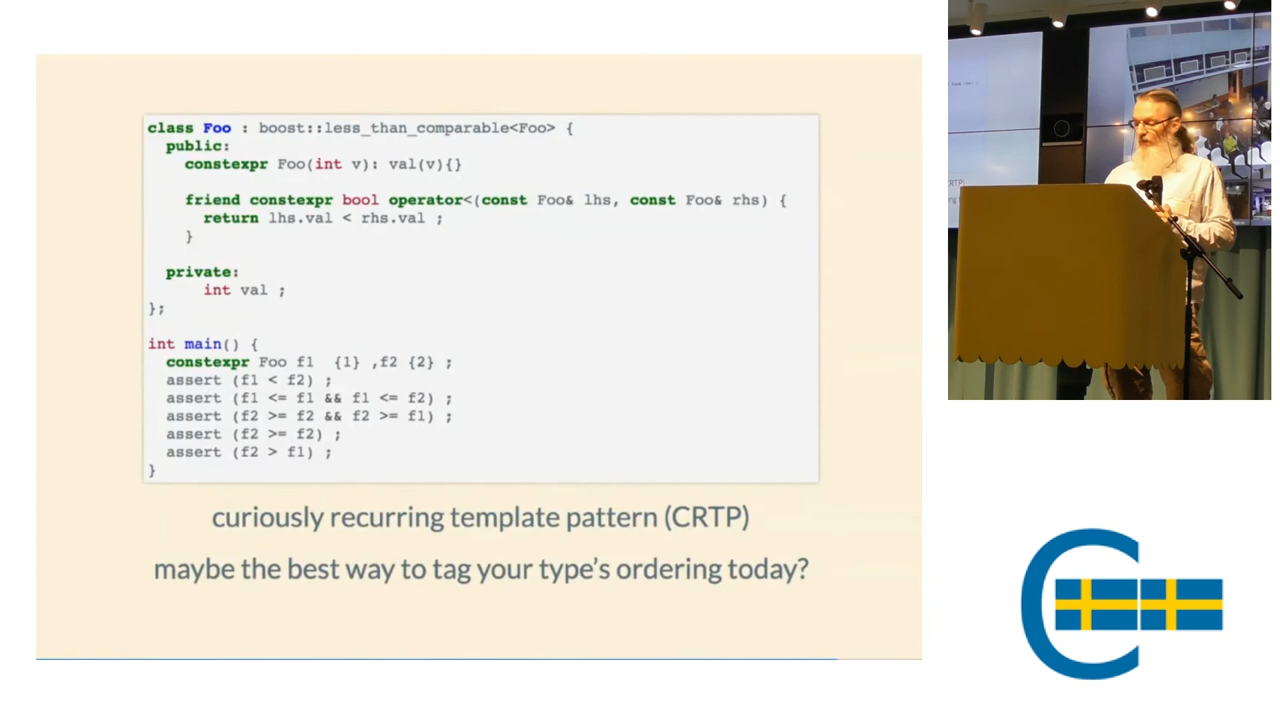 class Foo : boost::less_than_comparable<Foo> {
public:
constexpr Foo(int v): val(v){}
friend constexpr bool operator<(const Foo& lhs, const Foo& rhs) {
return lhs.val < rhs.val ;
}
private:
int val ;
};
int main() {
constexpr Foo f1 {1} ,f2 {2} ;
assert (f1 < f2) ;
assert (f1 <= f1 && f1 <= f2) ;
assert (f2 >= f2 && f2 >= f1) ;
assert (f2 >= f2) ;
assert (f2 > f1) ;
}
curiously recurring template pattern (CRTP)
maybe the best way to tag your type's ordering today?
C